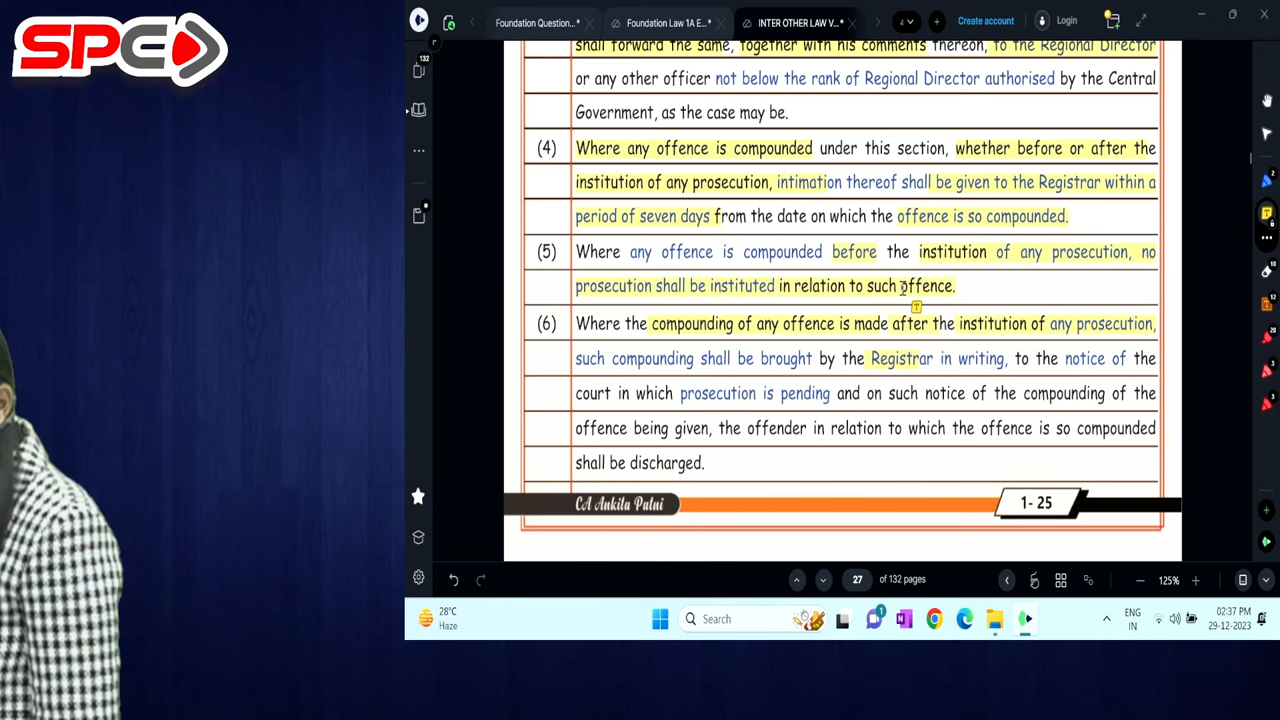 SPC
Foundation Question...*
Foundation Law 1A E...*
INTER OTHER LAW V...*
4
Create account
Login
132
shall forward the same, together with his comments thereon, to the Regional Director
or any other officer not below the rank of Regional Director authorised by the Central
Government, as the case may be.
(4) Where any offence is compounded under this section, whether before or after the
institution of any prosecution, intimation thereof shall be given to the Registrar within a
period of seven days from the date on which the offence is so compounded.
(5) Where any offence is compounded before the institution of any prosecution, no
prosecution shall be instituted in relation to such offence.
(6) Where the compounding of any offence is made after the institution of any prosecution,
such compounding shall be brought by the Registrar in writing, to the notice of the
court in which prosecution is pending and on such notice of the compounding of the
offence being given, the offender in relation to which the offence is so compounded
shall be discharged.
CA Ankita Patni
1- 25
27 of 132 pages
125%
28°C
Haze
Search
ENG
IN
02:37 PM
29-12-2023